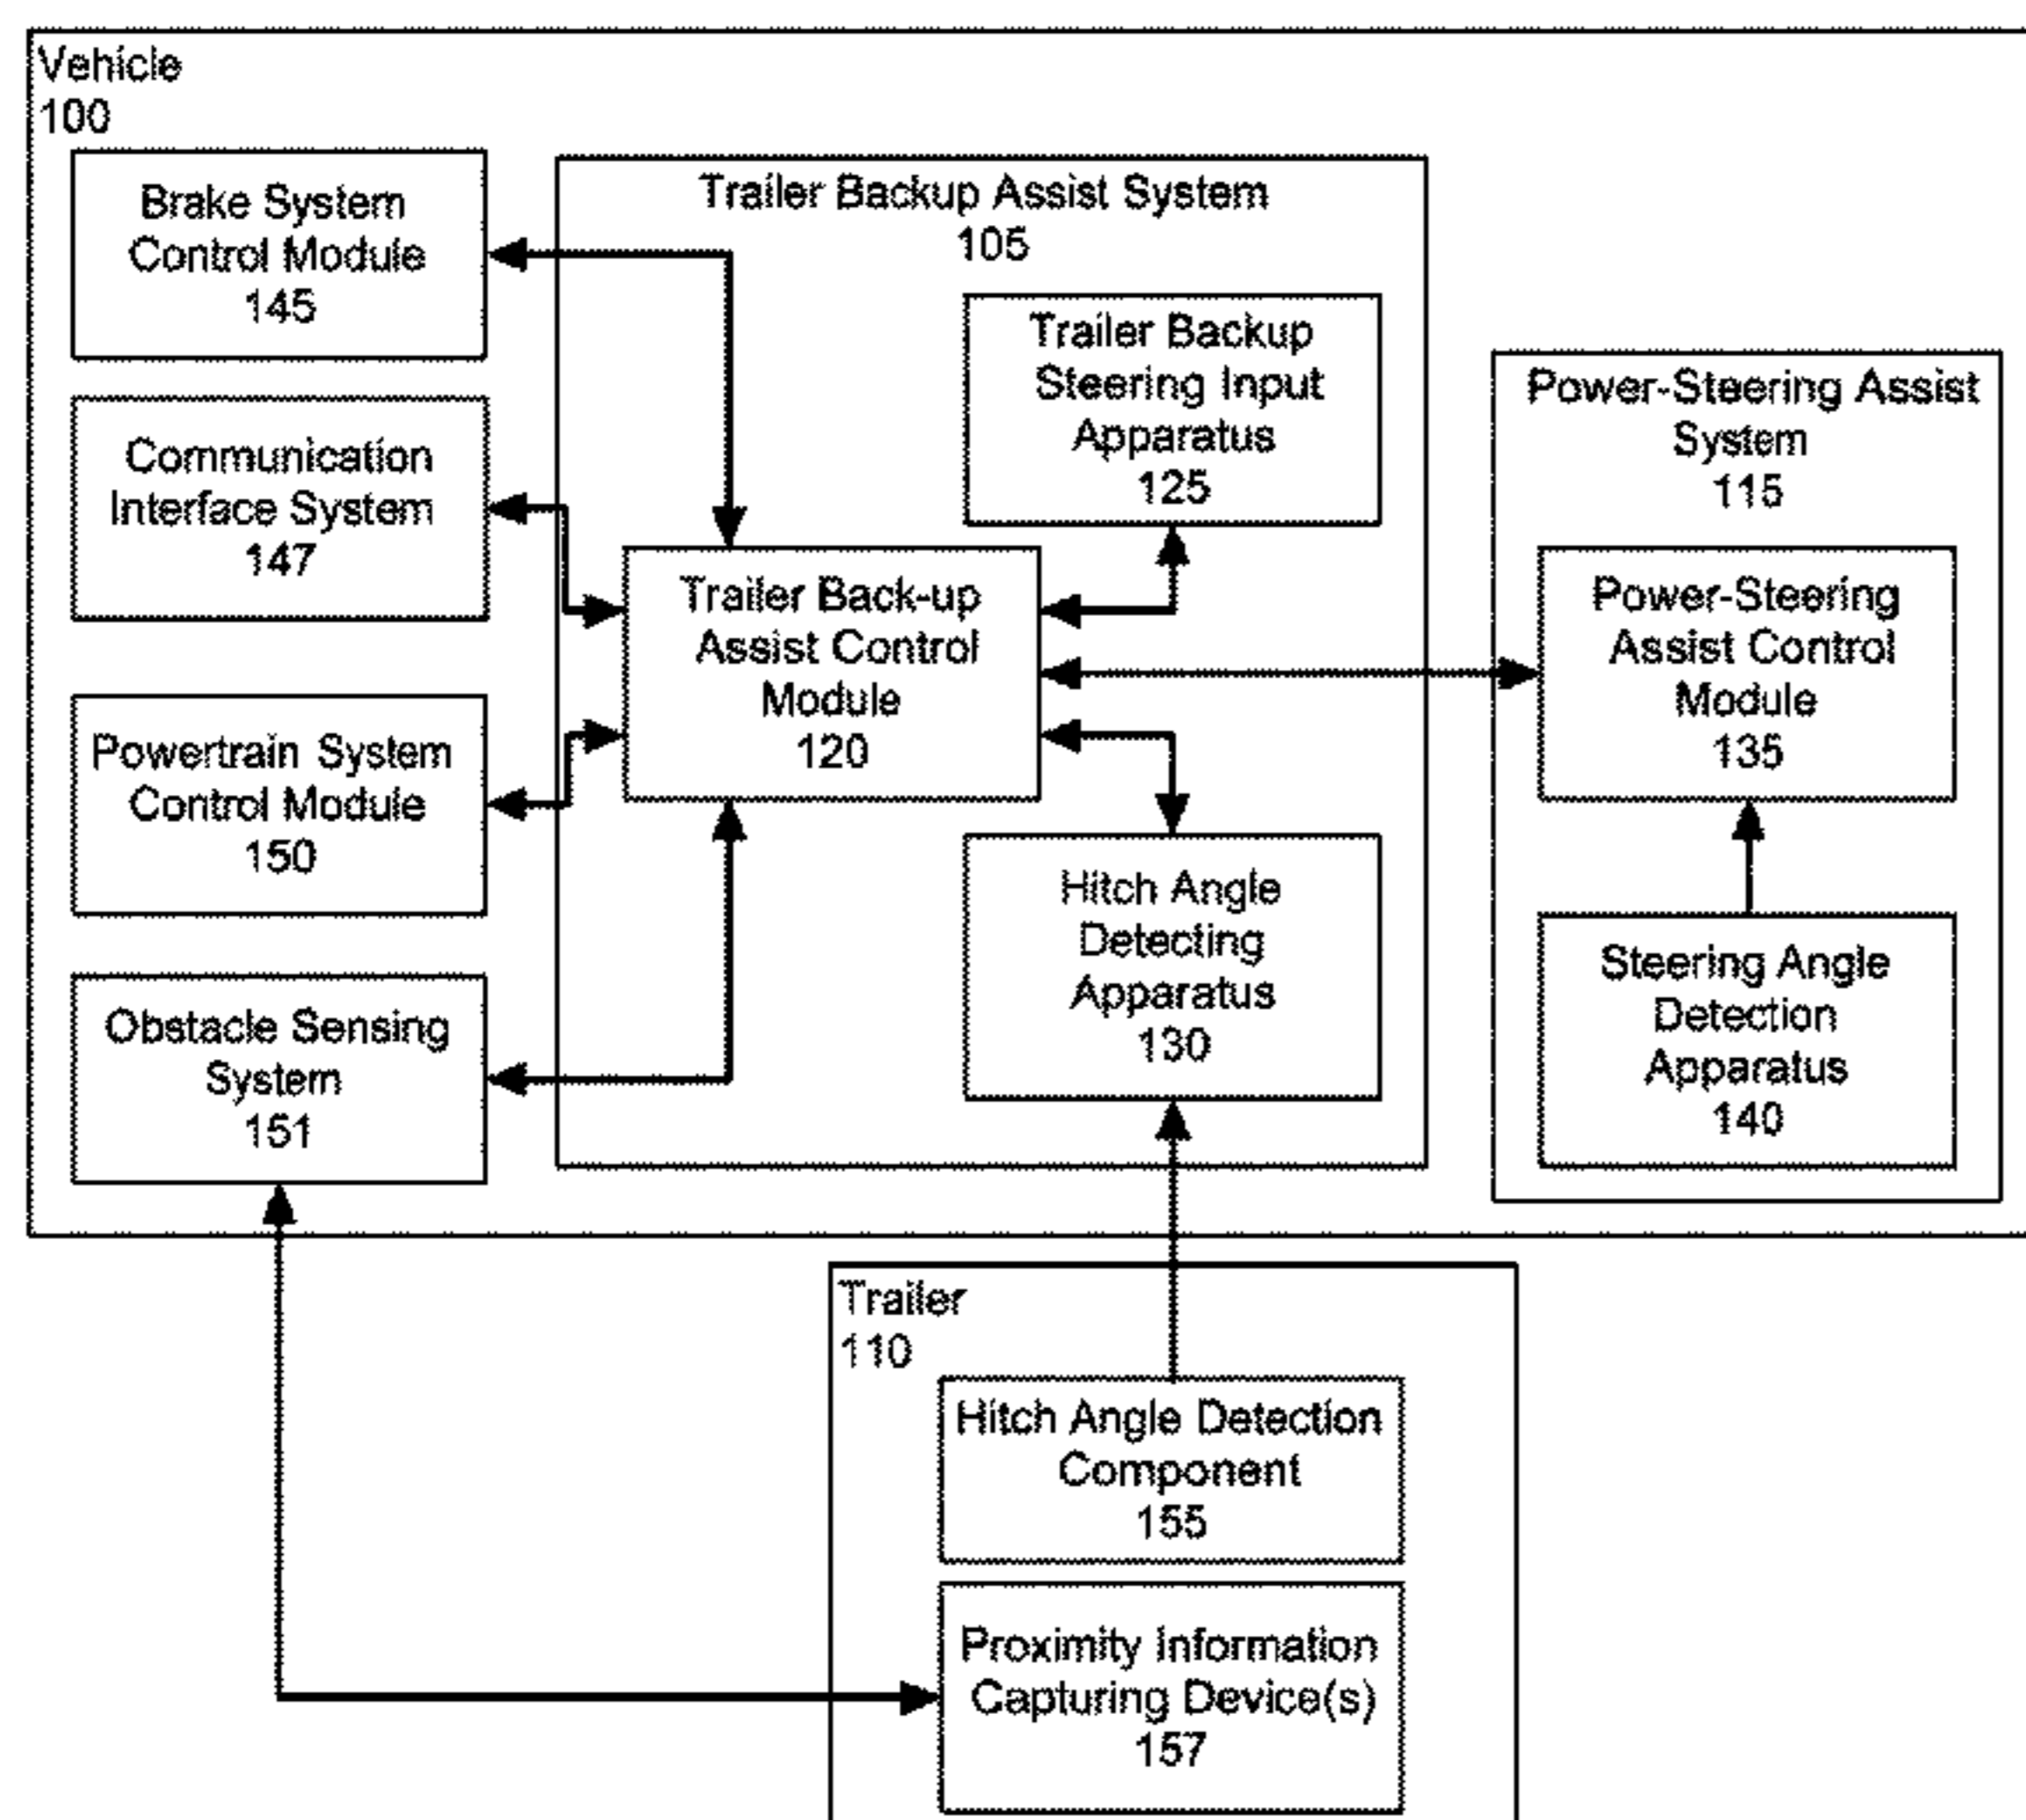 Vehicle
100
Brake System
Control Module
145
Communication
Interface System
147
Powertrain System
Control Module
150
Obstacle Sensing
System
151
Trailer Backup Assist System
105
Trailer Backup
Steering Input
Apparatus
125
Trailer Back-up
Assist Control
Module
120
Hitch Angle
Detecting
Apparatus
130
Power-Steering Assist
System
115
Power-Steering
Assist Control
Module
135
Steering Angle
Detection
Apparatus
140
Trailer
110
Hitch Angle Detection
Component
155
Proximity Information
Capturing Device(s)
157